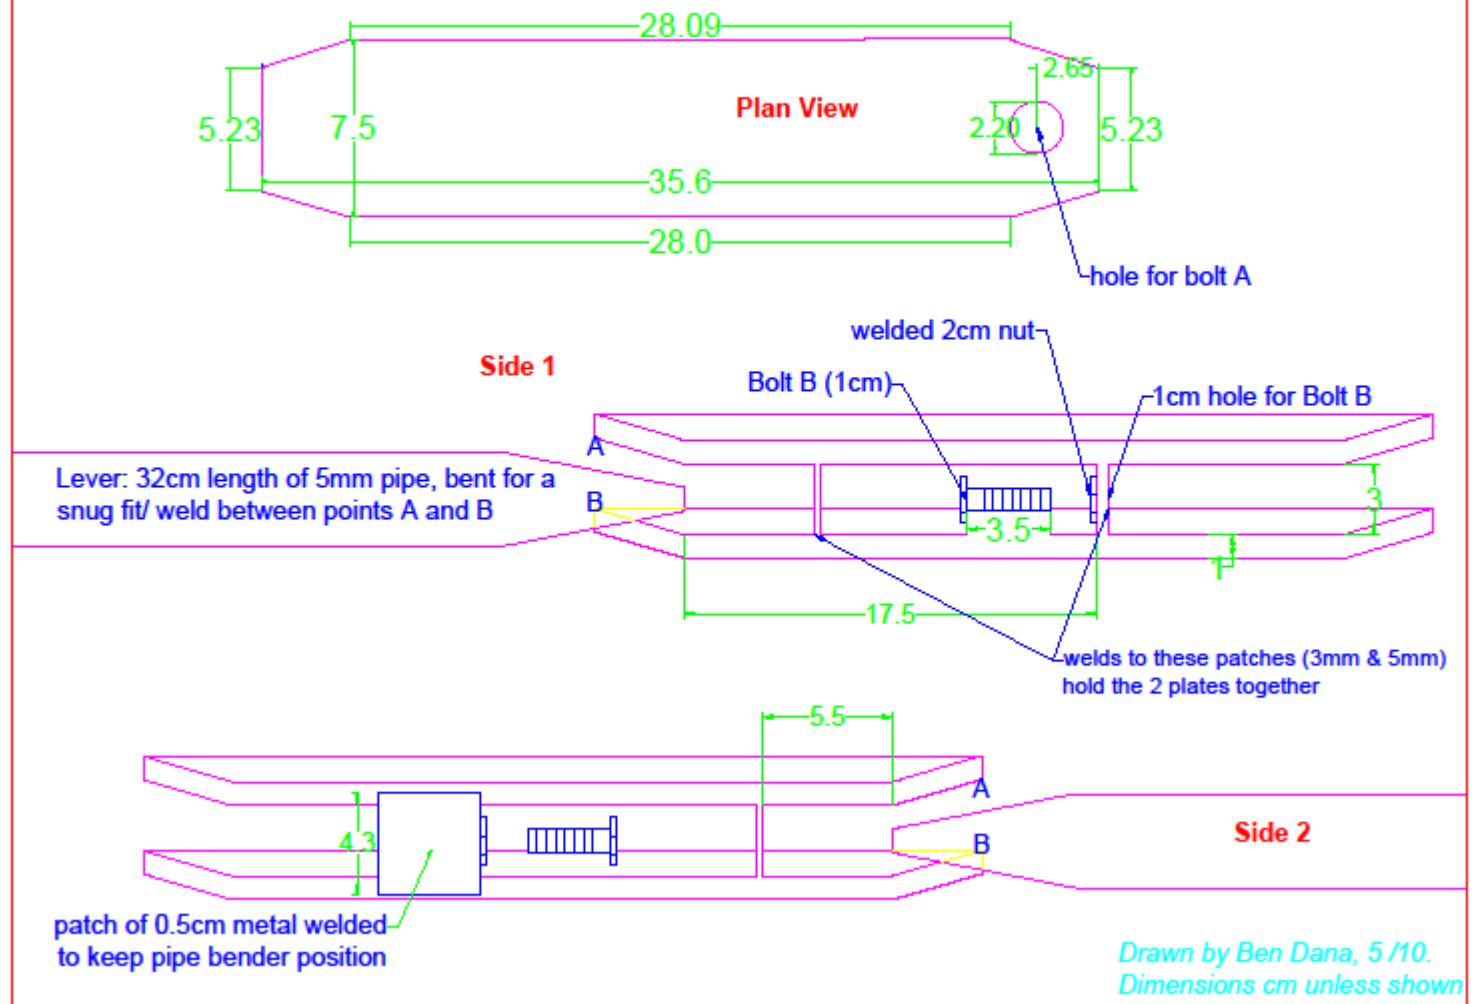 28.09
2.65
Plan View
5.23
7.5
2.20
5.23
35.6
28.0
hole for bolt A
welded 2cm nut
Side 1
Bolt B (1cm)
1cm hole for Bolt B
A
Lever: 32cm length of 5mm pipe, bent for a
snug fit/ weld between points A and B
B
3
3.5
1
17.5
welds to these patches (3mm & 5mm)
hold the 2 plates together
5.5
A
4.3
B
Side 2
patch of 0.5cm metal welded
to keep pipe bender position
Drawn by Ben Dana, 5 /10.
Dimensions cm unless shown